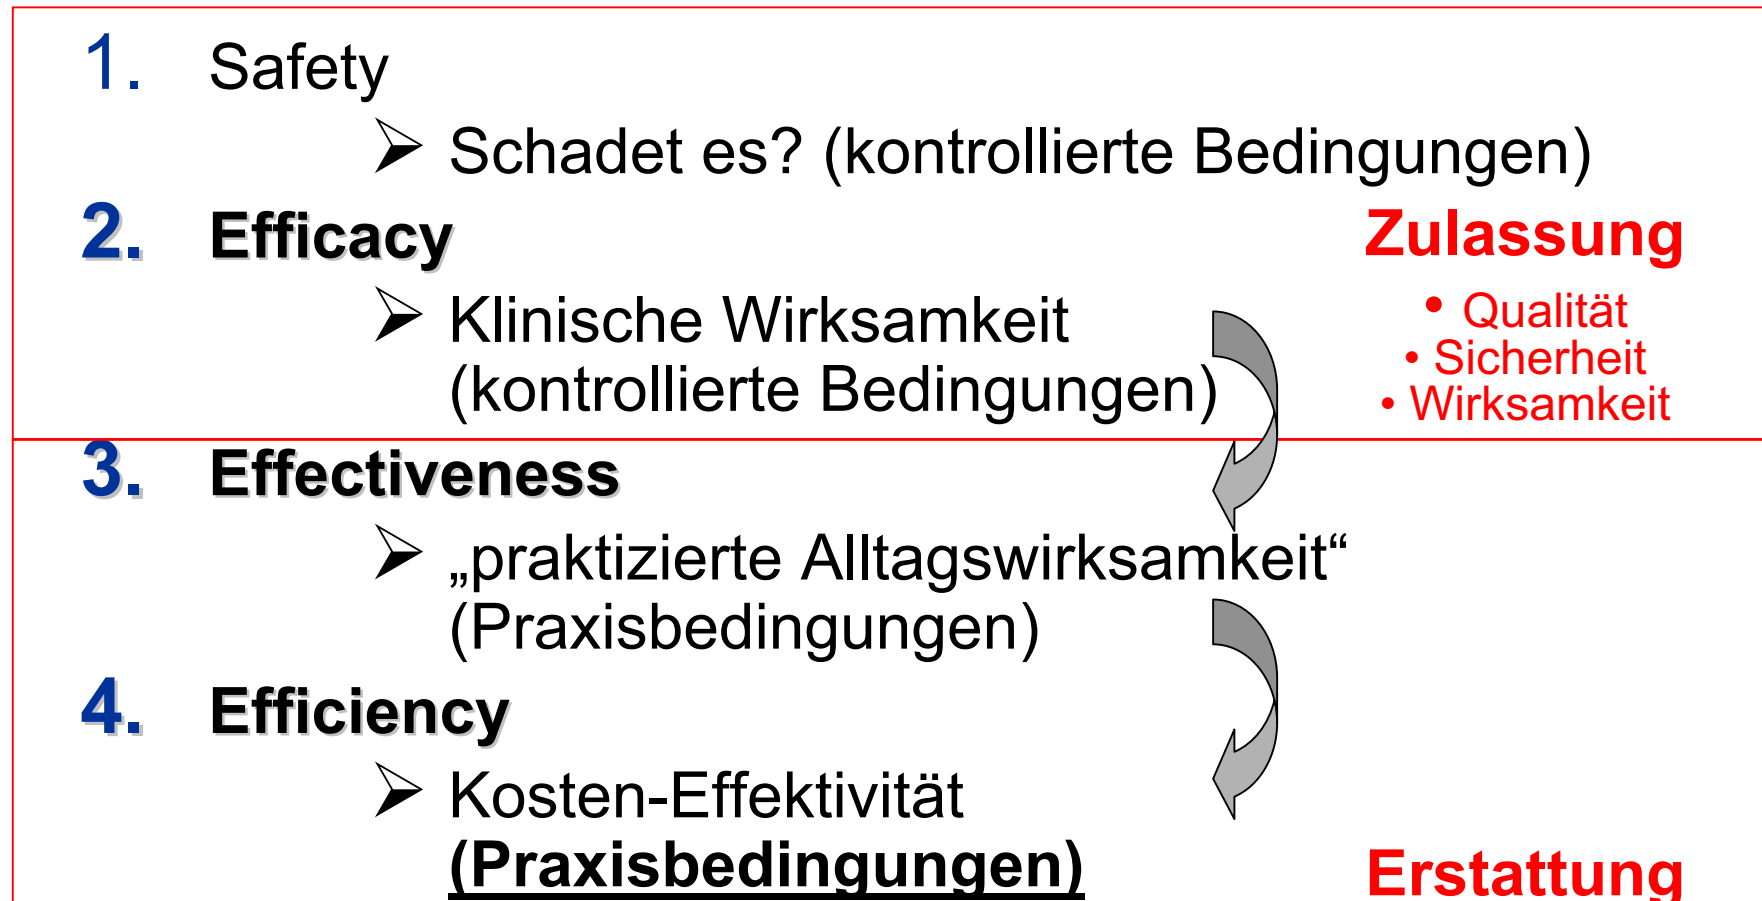 1. Safety
➢ Schadet es? (kontrollierte Bedingungen)
2. Efficacy
Zulassung
➢ Klinische Wirksamkeit
(kontrollierte Bedingungen)
• Qualität
• Sicherheit
• Wirksamkeit
3. Effectiveness
➢ „praktizierte Alltagswirksamkeit“
(Praxisbedingungen)
4. Efficiency
➢ Kosten-Effektivität
(Praxisbedingungen)
Erstattung